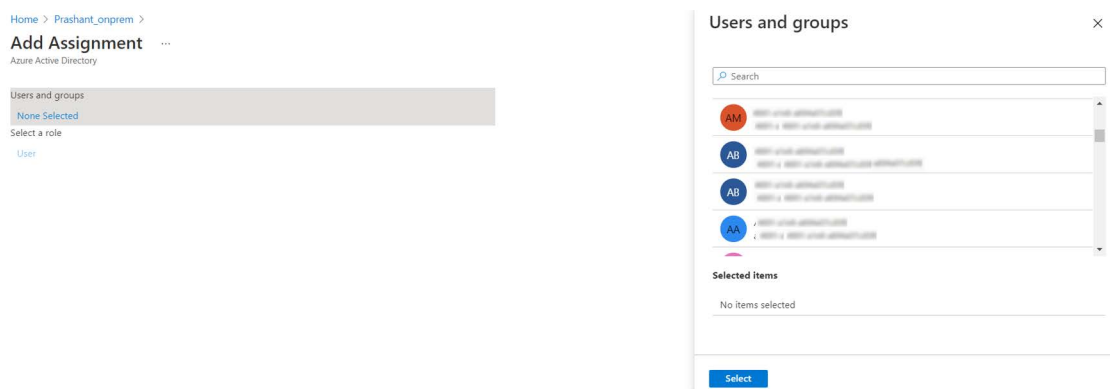 Home > Prashant_onprem >
Add Assignment ...
Azure Active Directory
Users and groups
None Selected
Select a role
User
Users and groups
Search
AM
AB
AB
AA
Selected items
No items selected
Select